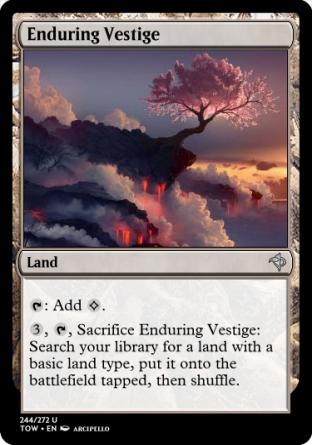 Enduring Vestige
Land
: Add .
3, , Sacrifice Enduring Vestige:
Search your library for a land with a
basic land type, put it onto the
battlefield tapped, then shuffle.
244/272 U
TOW • EN ARCIPELLO